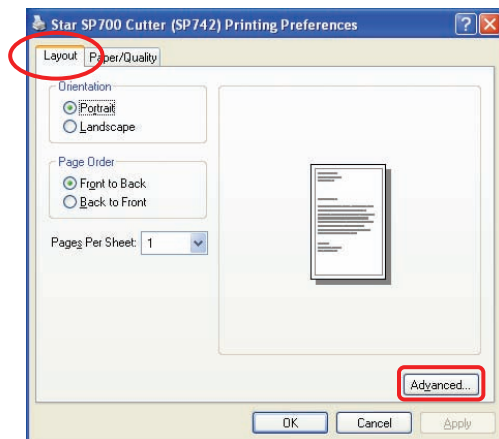 Star SP700 Cutter (SP742) Printing Preferences
Layout Paper/Quality
Orientation
Portrait
Landscape
Page Order
Front to Back
Back to Front
Pages Per Sheet: 1
Advanced...
OK Cancel Apply